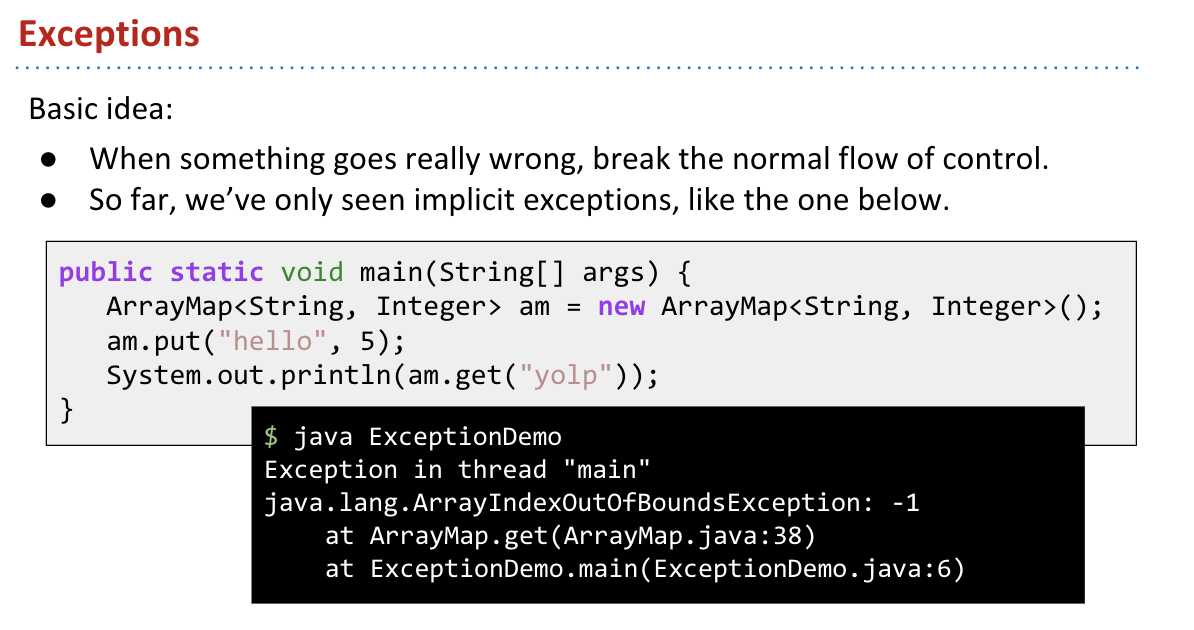 Exceptions
Basic idea:
● When something goes really wrong, break the normal flow of control.
● So far, we’ve only seen implicit exceptions, like the one below.
public static void main(String[] args) {
   ArrayMap<String, Integer> am = new ArrayMap<String, Integer>();
   am.put("hello", 5);
   System.out.println(am.get("yolp"));
}
$ java ExceptionDemo
Exception in thread "main"
java.lang.ArrayIndexOutOfBoundsException: -1
    at ArrayMap.get(ArrayMap.java:38)
    at ExceptionDemo.main(ExceptionDemo.java:6)